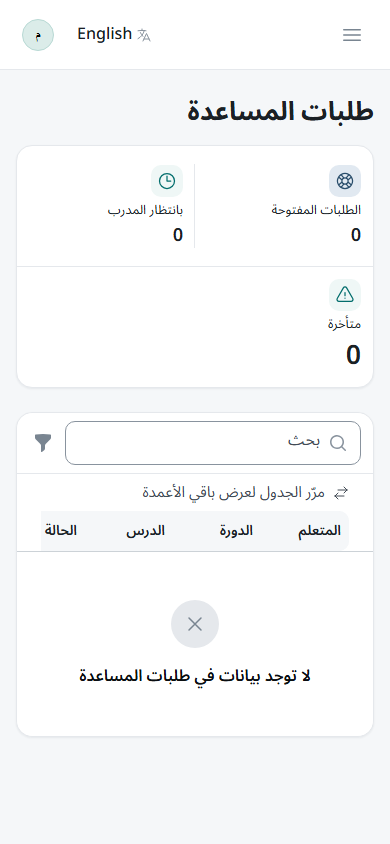 English
م
طلبات المساعدة
الطلبات المفتوحة
0
بانتظار المدرب
0
متأخرة
0
بحث
مرّر الجدول لعرض باقي الأعمدة
المتعلم الدورة الدرس الحالة
لا توجد بيانات في طلبات المساعدة